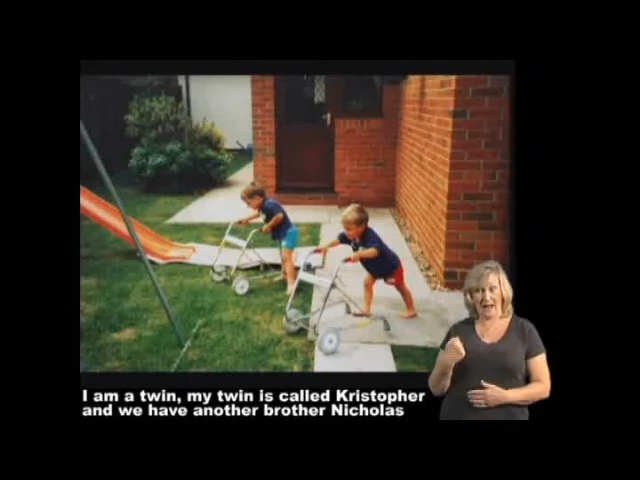 I am a twin, my twin is called Kristopher
and we have another brother Nicholas